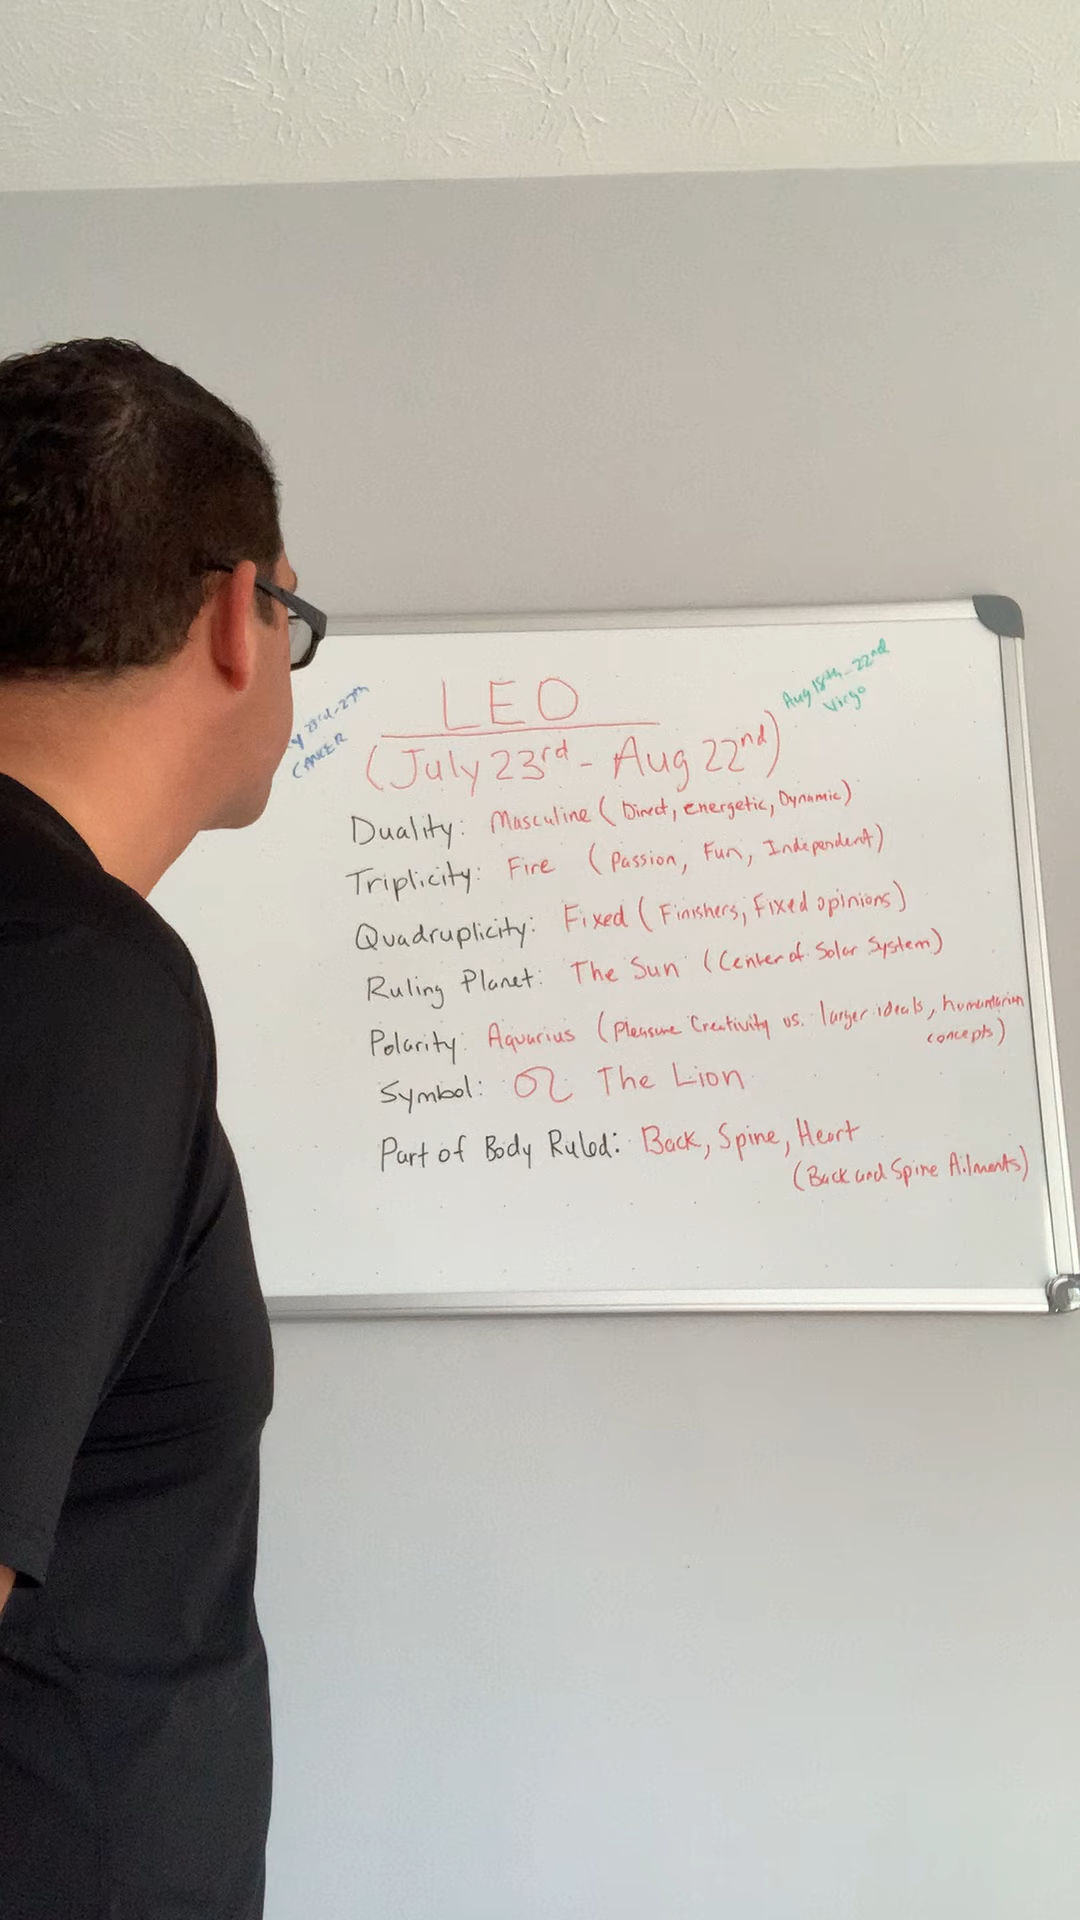 LEO
(July 23rd - Aug 22nd)
y 23rd-27th
CANCER
Aug 18th-22nd
Virgo
Duality: Masculine (Direct, energetic, Dynamic)
Triplicity: Fire (Passion, Fun, Independent)
Quadruplicity: Fixed (Finishers, Fixed opinions)
Ruling Planet: The Sun (Center of Solar System)
Polarity: Aquarius (Pleasure Creativity vs. larger ideals, humanitarian
concepts)
Symbol: ♌ The Lion
Part of Body Ruled: Back, Spine, Heart
(Back and Spine Ailments)